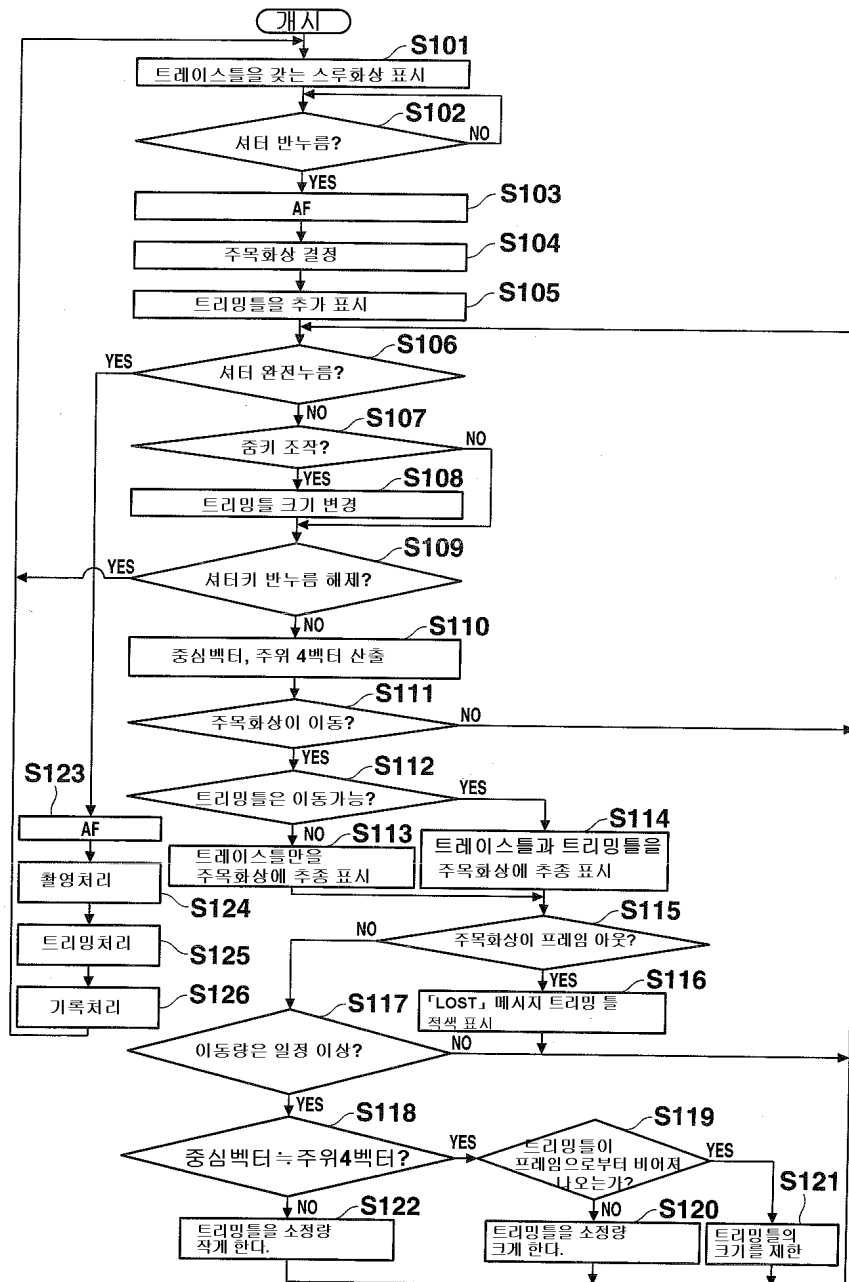 개시
S101
트레이스틀을 갖는 스루화상 표시
S102
셔터 반누름?
NO
YES
S103
AF
S104
주목화상 결정
S105
트리밍틀을 추가 표시
S106
YES
셔터 완전누름?
NO
S107
줌키 조작?
NO
YES
S108
트리밍틀 크기 변경
S109
YES
셔터키 반누름 해제?
NO
S110
중심벡터, 주위 4벡터 산출
S111
주목화상이 이동?
NO
YES
S112
트리밍틀은 이동가능?
YES
NO
S113
트레이스틀만을
주목화상에 추종 표시
S114
트레이스틀과 트리밍틀을
주목화상에 추종 표시
S123
AF
촬영처리
S124
트리밍처리
S125
기록처리
S126
S115
주목화상이 프레임 아웃?
NO
YES
S116
「LOST」 메시지 트리밍 틀
적색 표시
S117
이동량은 일정 이상?
NO
YES
S118
중심벡터≒주위4벡터?
YES
NO
S119
트리밍틀이
프레임으로부터 비어져
나오는가?
YES
NO
S122
트리밍틀을 소정량
작게 한다.
S120
트리밍틀을 소정량
크게 한다.
S121
트리밍틀의
크기를 제한